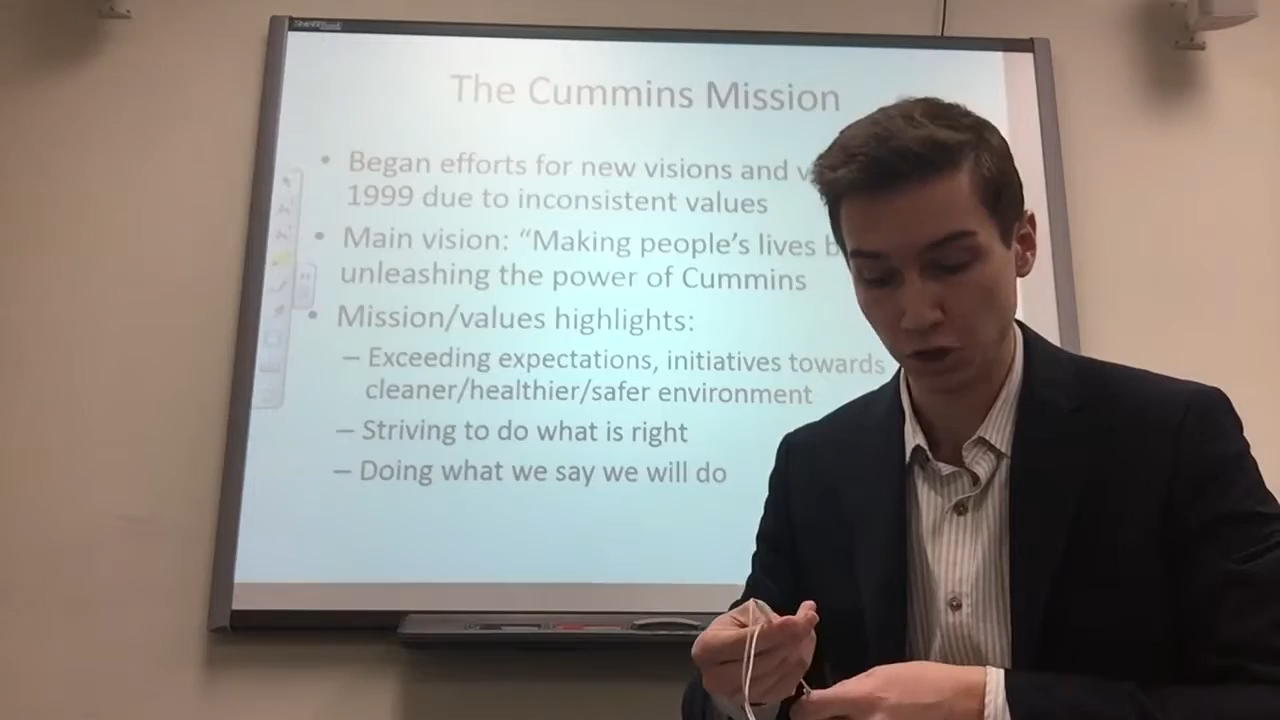 The Cummins Mission
• Began efforts for new visions and
1999 due to inconsistent values
• Main vision: “Making people’s lives
unleashing the power of Cummins
• Mission/values highlights:
– Exceeding expectations, initiatives towards
cleaner/healthier/safer environment
– Striving to do what is right
– Doing what we say we will do